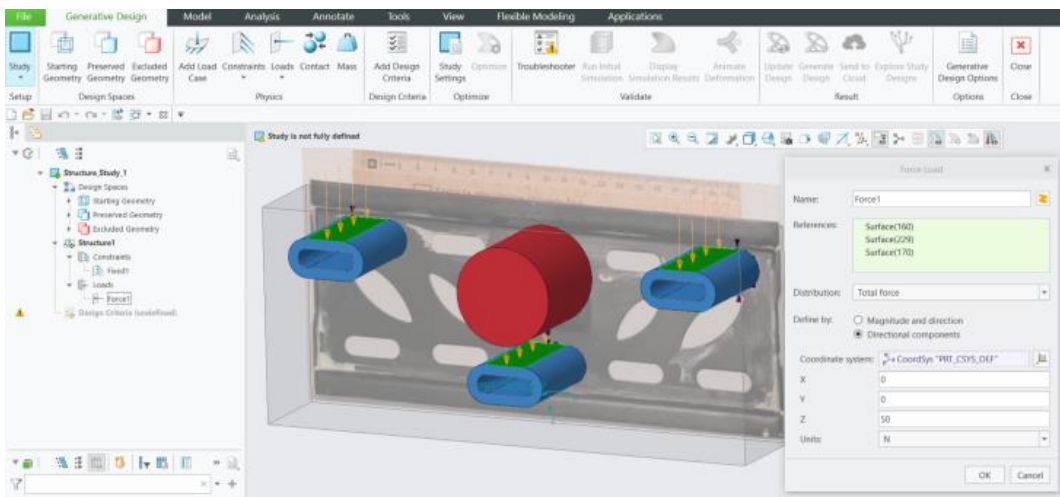 File Generative Design Model Analysis Annotate Tools View Flexible Modeling Applications
Study Starting Geometry Preserved Geometry Excluded Geometry Add Load Case Constraints Loads Contact Mass Add Design Criteria Study Settings Optimize Troubleshooter Run Initial Simulation Display Simulation Results Animate Deformation Update Design Generate Design Send to Cloud Explore Study Designs Generative Design Options Close
Setup Design Spaces Physics Design Criteria Optimize Validate Result Options Close
Study is not fully defined
Structure_Study_1
Design Spaces
Starting Geometry
Preserved Geometry
Excluded Geometry
Structure1
Constraints
Fixed1
Loads
Force1
Design Criteria (undefined)
Force Load
Name: Force1
References: Surface(160)
Surface(229)
Surface(170)
Distribution: Total force
Define by: Magnitude and direction
Directional components
Coordinate system: CoordSys "PRT_CSYS_DEF"
X 0
Y 0
Z 50
Units: N
OK Cancel